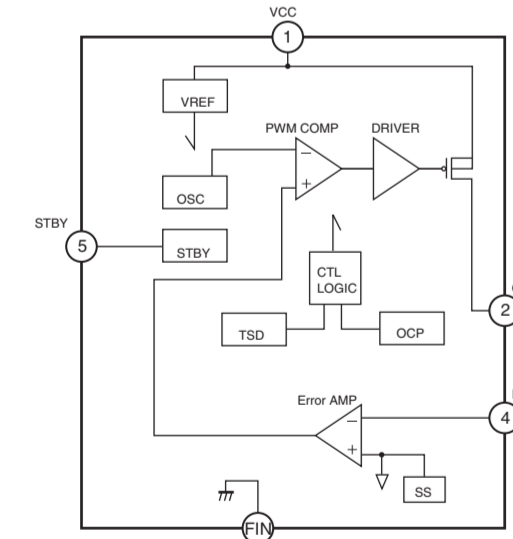 VCC
1
VREF
PWM COMP
DRIVER
−
+
OSC
STBY
5
STBY
CTL
LOGIC
2
TSD
OCP
Error AMP
4
−
+
SS
FIN